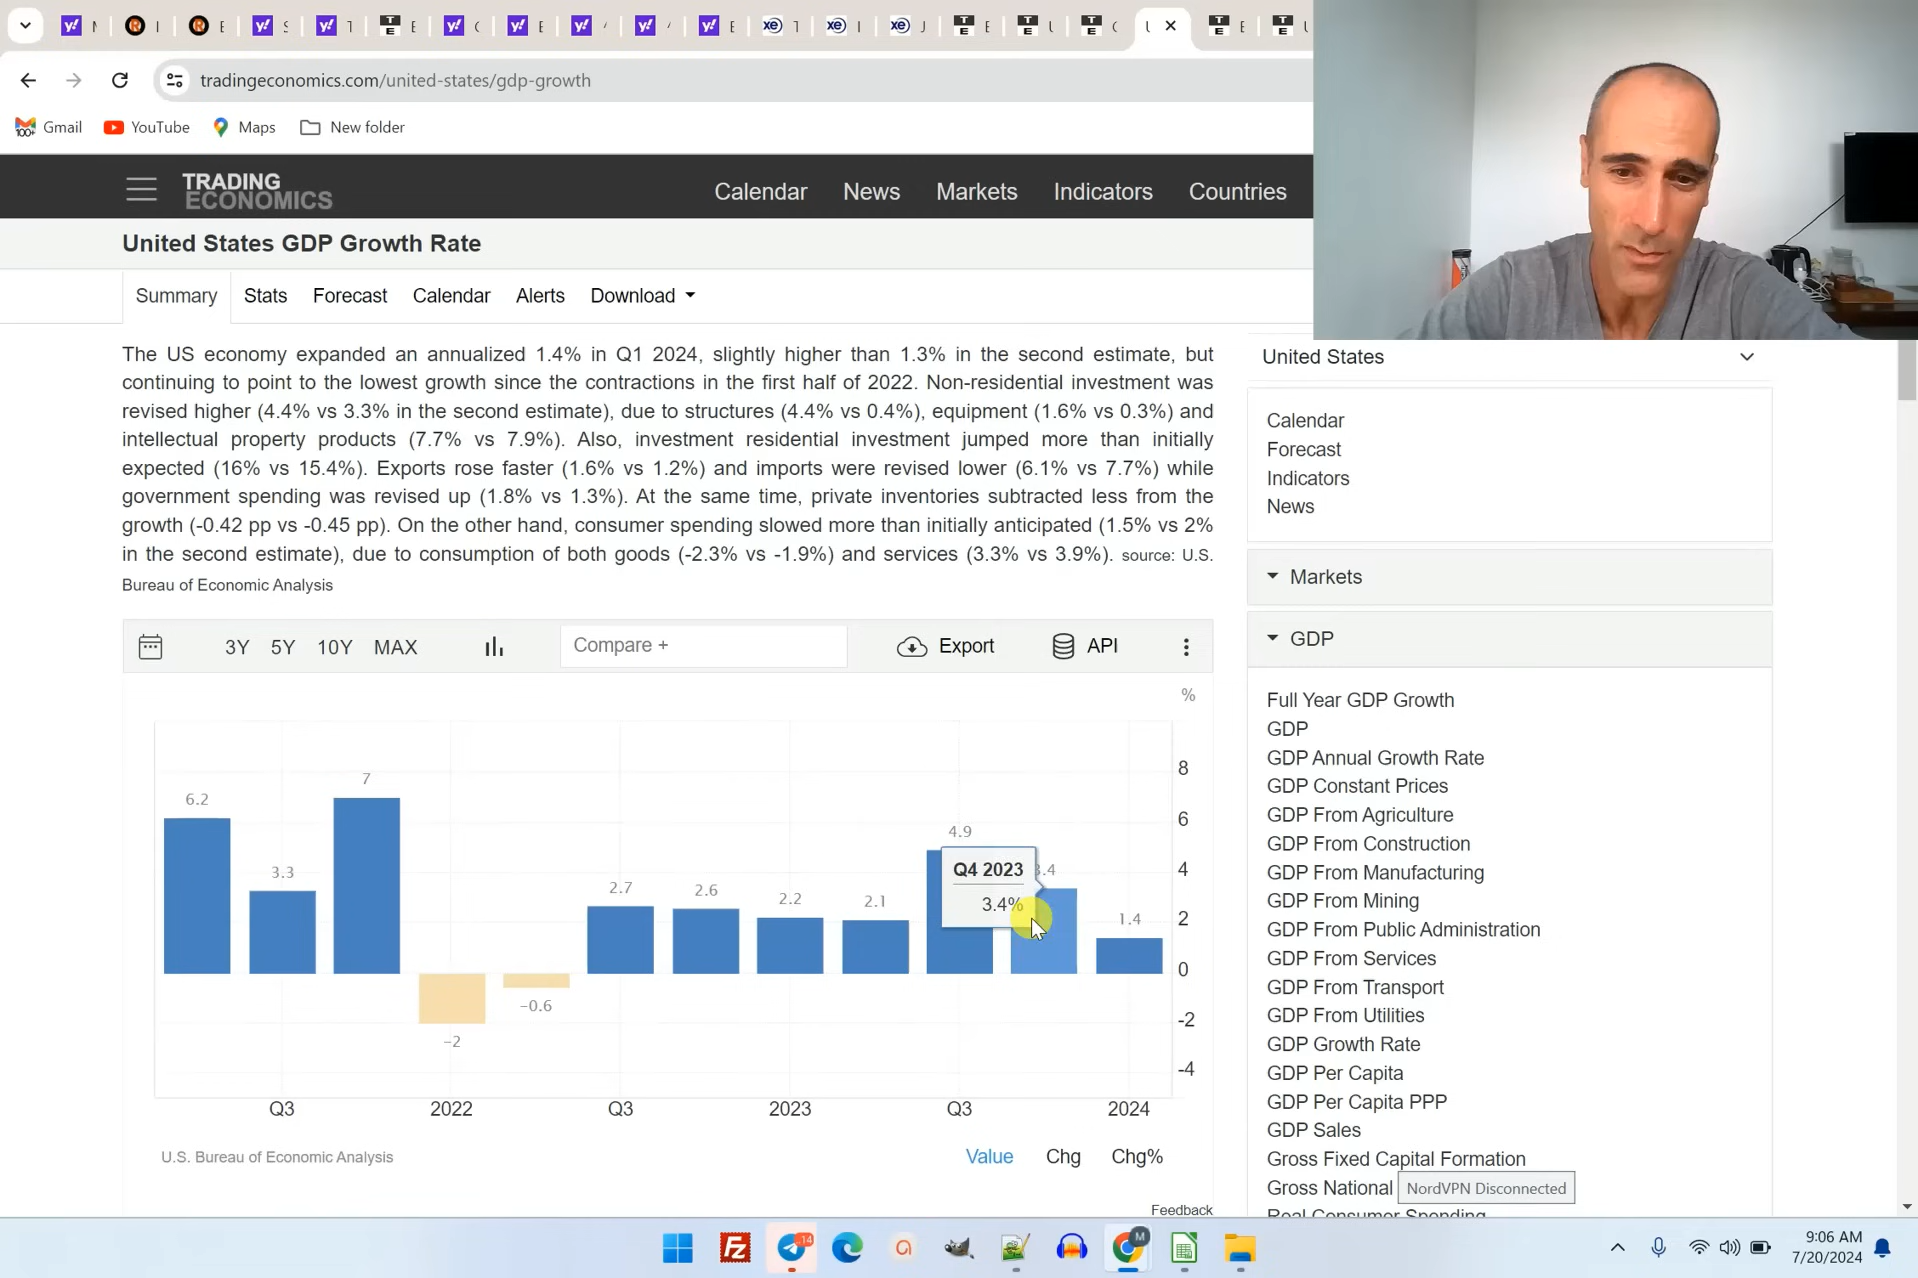 tradingeconomics.com/united-states/gdp-growth
Gmail YouTube Maps New folder
TRADING
ECONOMICS
Calendar News Markets Indicators Countries
United States GDP Growth Rate
Summary Stats Forecast Calendar Alerts Download
The US economy expanded an annualized 1.4% in Q1 2024, slightly higher than 1.3% in the second estimate, but
continuing to point to the lowest growth since the contractions in the first half of 2022. Non-residential investment was
revised higher (4.4% vs 3.3% in the second estimate), due to structures (4.4% vs 0.4%), equipment (1.6% vs 0.3%) and
intellectual property products (7.7% vs 7.9%). Also, investment residential investment jumped more than initially
expected (16% vs 15.4%). Exports rose faster (1.6% vs 1.2%) and imports were revised lower (6.1% vs 7.7%) while
government spending was revised up (1.8% vs 1.3%). At the same time, private inventories subtracted less from the
growth (-0.42 pp vs -0.45 pp). On the other hand, consumer spending slowed more than initially anticipated (1.5% vs 2%
in the second estimate), due to consumption of both goods (-2.3% vs -1.9%) and services (3.3% vs 3.9%). source: U.S.
Bureau of Economic Analysis
3Y 5Y 10Y MAX Compare + Export API
%
8
6
4
2
0
-2
-4
6.2
3.3
7
-2
-0.6
2.7
2.6
2.2
2.1
4.9
Q4 2023
3.4%
1.4
Q3 2022 Q3 2023 Q3 2024
U.S. Bureau of Economic Analysis
Value Chg Chg%
Feedback
United States
Calendar
Forecast
Indicators
News
Markets
GDP
Full Year GDP Growth
GDP
GDP Annual Growth Rate
GDP Constant Prices
GDP From Agriculture
GDP From Construction
GDP From Manufacturing
GDP From Mining
GDP From Public Administration
GDP From Services
GDP From Transport
GDP From Utilities
GDP Growth Rate
GDP Per Capita
GDP Per Capita PPP
GDP Sales
Gross Fixed Capital Formation
Gross National
NordVPN Disconnected
Real Consumer Spending
14
M
9:06 AM
7/20/2024